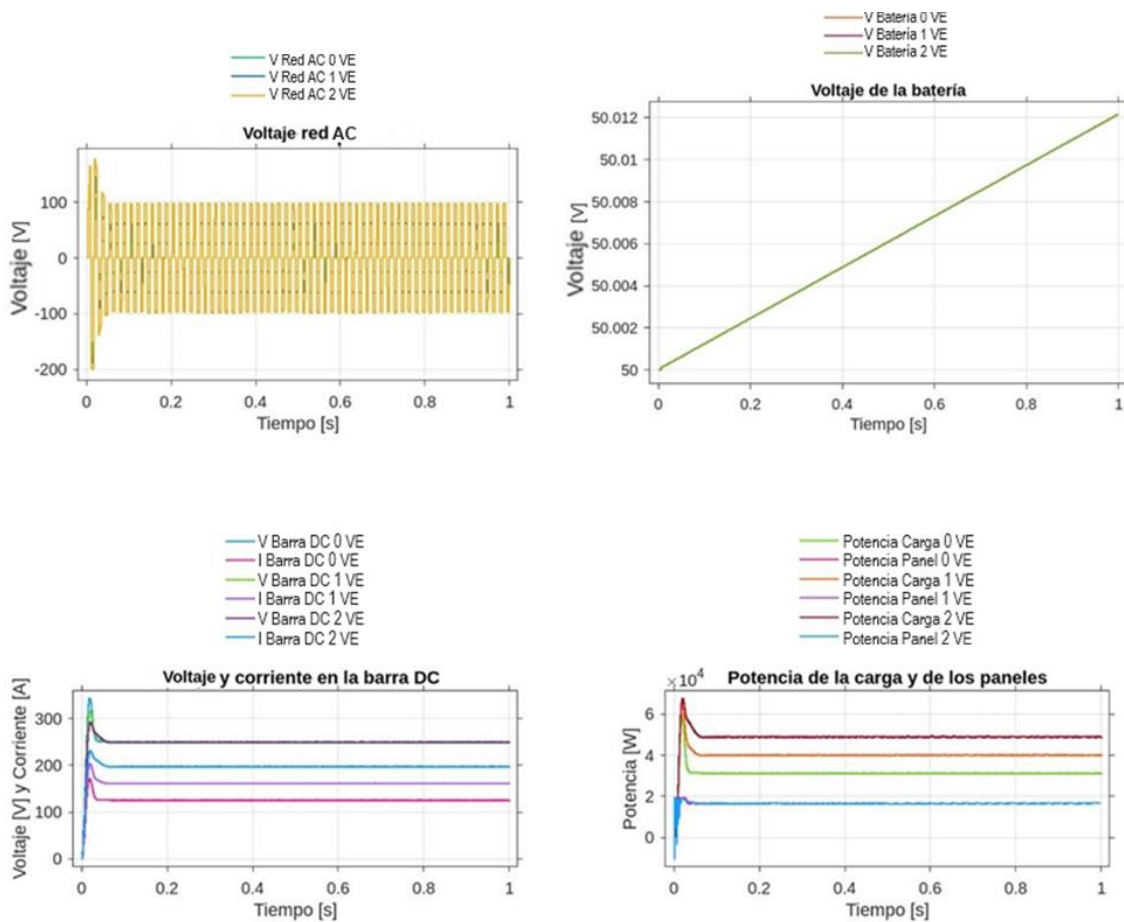 V Red AC 0 VE
V Red AC 1 VE
V Red AC 2 VE
Voltaje red AC
Voltaje [V]
100
0
-100
-200
0
0.2
0.4
0.6
0.8
1
Tiempo [s]
V Batería 0 VE
V Batería 1 VE
V Batería 2 VE
Voltaje de la batería
Voltaje [V]
50.012
50.01
50.008
50.006
50.004
50.002
50
0
0.2
0.4
0.6
0.8
1
Tiempo [s]
V Barra DC 0 VE
I Barra DC 0 VE
V Barra DC 1 VE
I Barra DC 1 VE
V Barra DC 2 VE
I Barra DC 2 VE
Voltaje y corriente en la barra DC
Voltaje [V] y Corriente [A]
300
200
100
0
0
0.2
0.4
0.6
0.8
1
Tiempo [s]
Potencia Carga 0 VE
Potencia Panel 0 VE
Potencia Carga 1 VE
Potencia Panel 1 VE
Potencia Carga 2 VE
Potencia Panel 2 VE
×10⁴
Potencia de la carga y de los paneles
Potencia [W]
6
4
2
0
0
0.2
0.4
0.6
0.8
1
Tiempo [s]